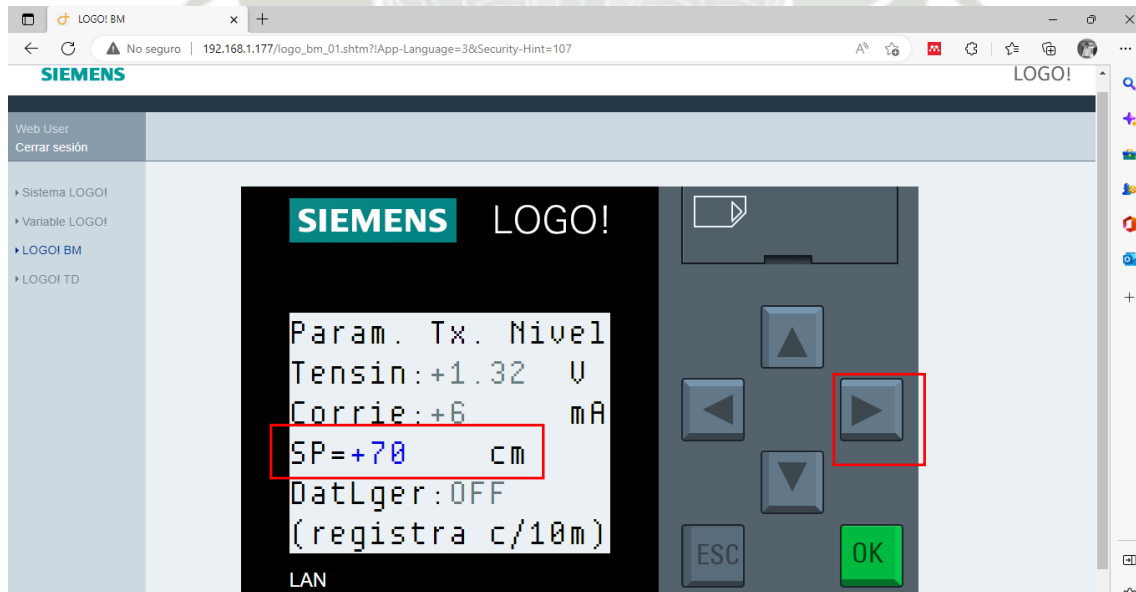 LOGO! BM
No seguro | 192.168.1.177/logo_bm_01.shtm?!App-Language=3&Security-Hint=107
SIEMENS
LOGO!
Web User
Cerrar sesión
Sistema LOGO!
Variable LOGO!
LOGO! BM
LOGO! TD
SIEMENS LOGO!
Param. Tx. Nivel
Tensin:+1.32 V
Corrie:+6 mA
SP=+70 cm
DatLger:OFF
(registra c/10m)
ESC
OK
LAN